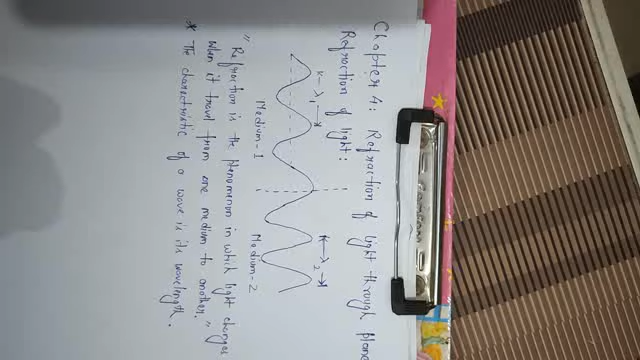 Chapter 4: Refraction of light through plane
Refraction of light:
λ1
λ2
Medium-1
Medium-2
"Refraction is the phenomenon in which light changes
when it travel from one medium to another."
* The characteristic of a wave is its wavelength.